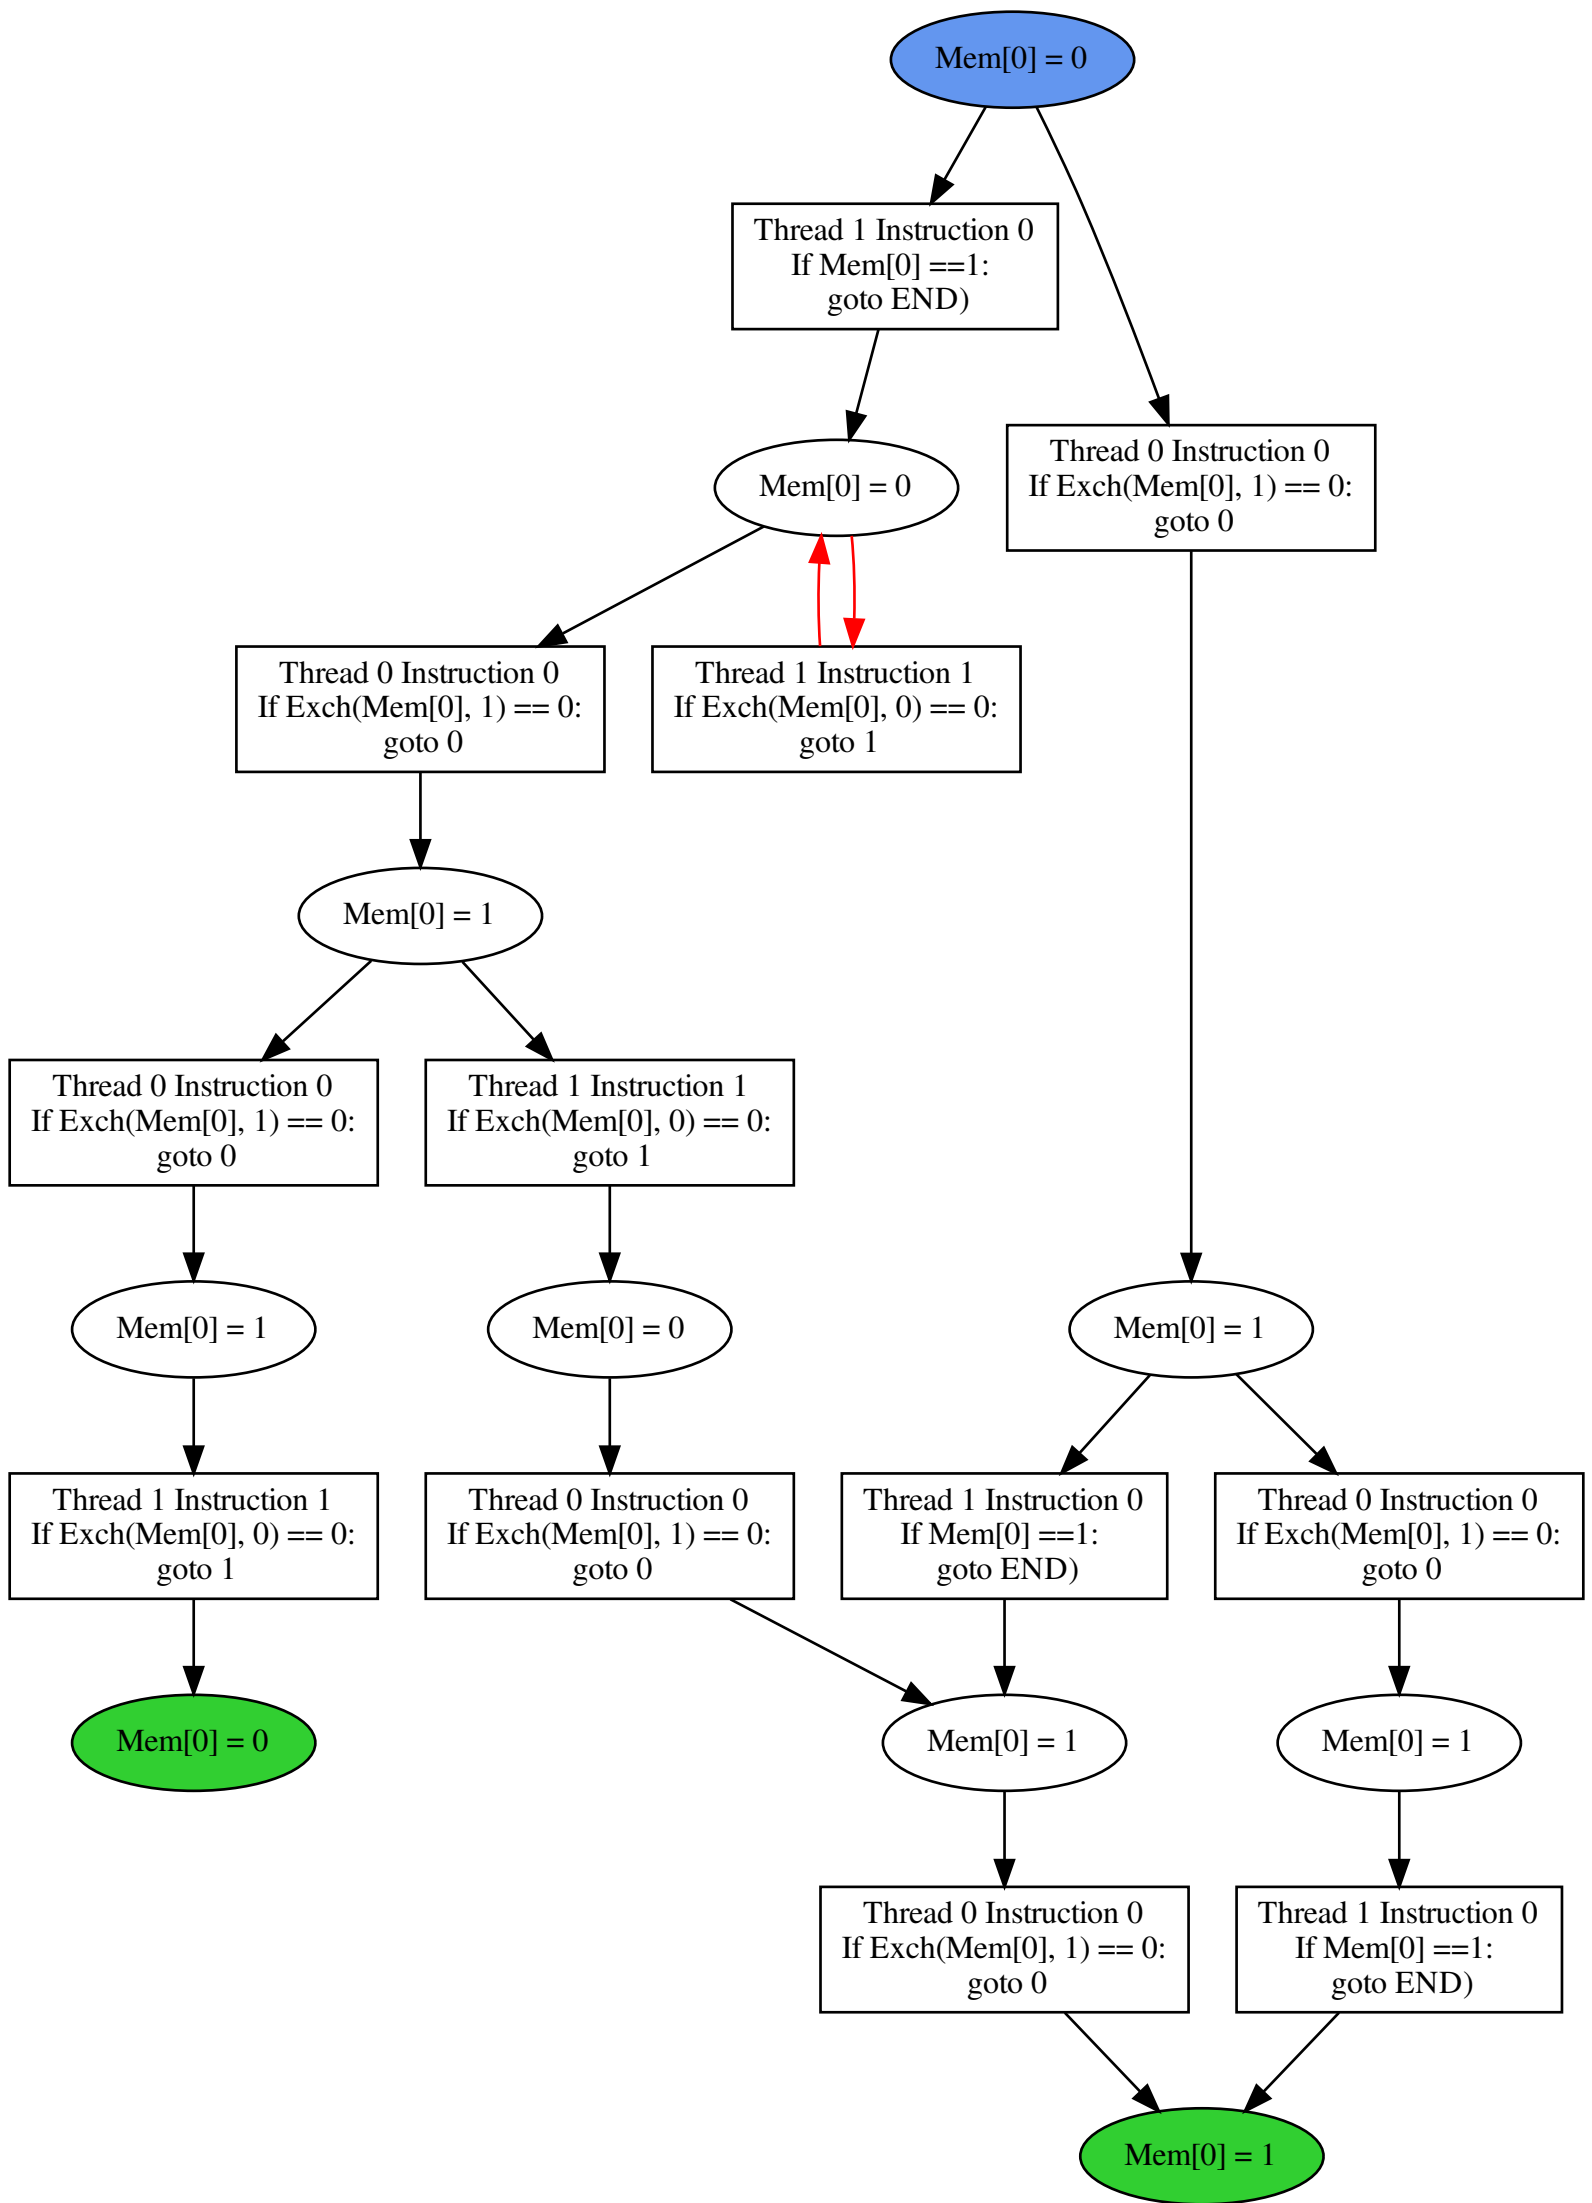 Mem[0] = 0
Thread 1 Instruction 0
If Mem[0] ==1:
goto END)
Mem[0] = 0
Thread 0 Instruction 0
If Exch(Mem[0], 1) == 0:
goto 0
Thread 0 Instruction 0
If Exch(Mem[0], 1) == 0:
goto 0
Thread 1 Instruction 1
If Exch(Mem[0], 0) == 0:
goto 1
Mem[0] = 1
Thread 0 Instruction 0
If Exch(Mem[0], 1) == 0:
goto 0
Thread 1 Instruction 1
If Exch(Mem[0], 0) == 0:
goto 1
Mem[0] = 1
Mem[0] = 0
Mem[0] = 1
Thread 1 Instruction 1
If Exch(Mem[0], 0) == 0:
goto 1
Thread 0 Instruction 0
If Exch(Mem[0], 1) == 0:
goto 0
Thread 1 Instruction 0
If Mem[0] ==1:
goto END)
Thread 0 Instruction 0
If Exch(Mem[0], 1) == 0:
goto 0
Mem[0] = 0
Mem[0] = 1
Mem[0] = 1
Thread 0 Instruction 0
If Exch(Mem[0], 1) == 0:
goto 0
Thread 1 Instruction 0
If Mem[0] ==1:
goto END)
Mem[0] = 1